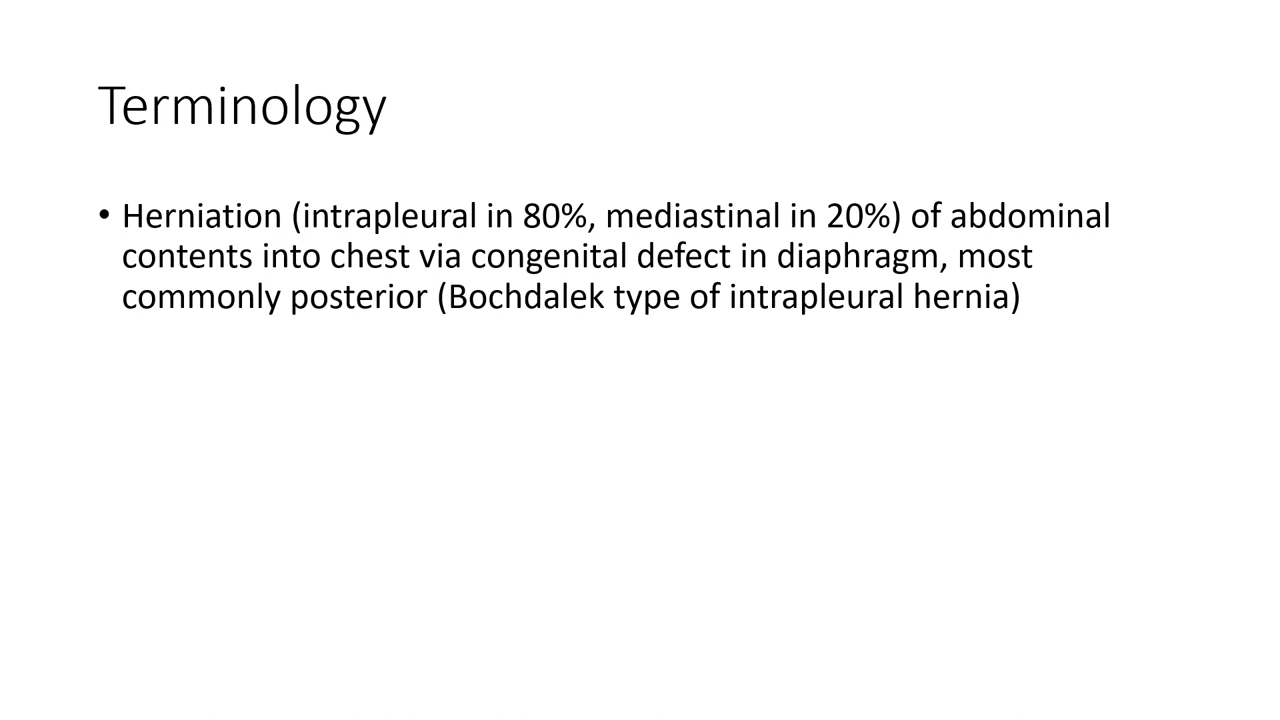 Terminology
• Herniation (intrapleural in 80%, mediastinal in 20%) of abdominal
contents into chest via congenital defect in diaphragm, most
commonly posterior (Bochdalek type of intrapleural hernia)